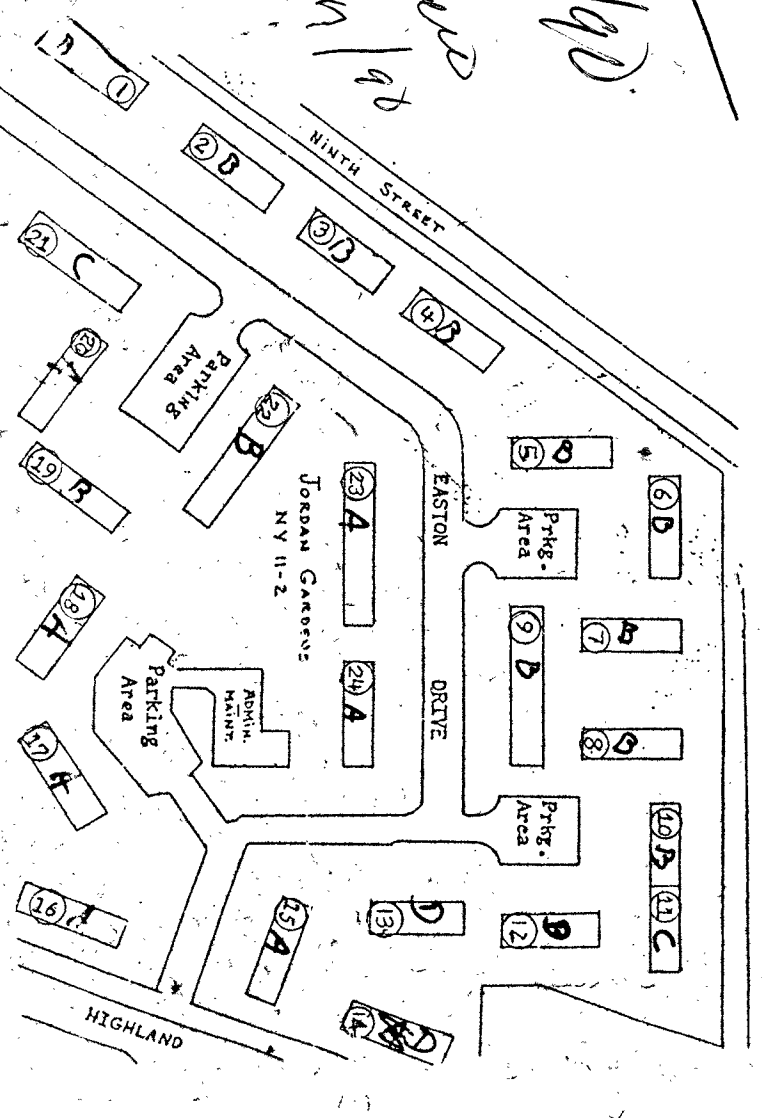 NINTH STREET
1
2 B
3 B
4 B
21 C
20
Parking
Area
22 B
19 B
5 B
6 B
23 A
JORDAN GARDENS
NY 11-2
EASTON DRIVE
Prkg.
Area
7 B
9 B
18 A
24 A
Parking
Area
ADMIN.
MAINT.
8 B
17 A
Prkg.
Area
10 B
11 C
16
15 A
13 D
12 B
14 D
HIGHLAND